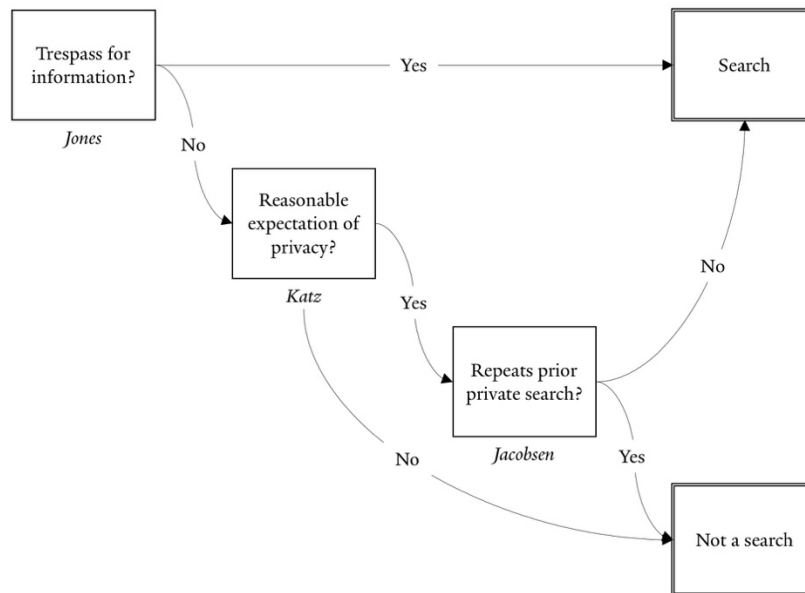 Trespass for
information?
Yes
Search
Jones
No
Reasonable
expectation of
privacy?
Katz
Yes
No
Repeats prior
private search?
Jacobsen
No
Yes
Not a search